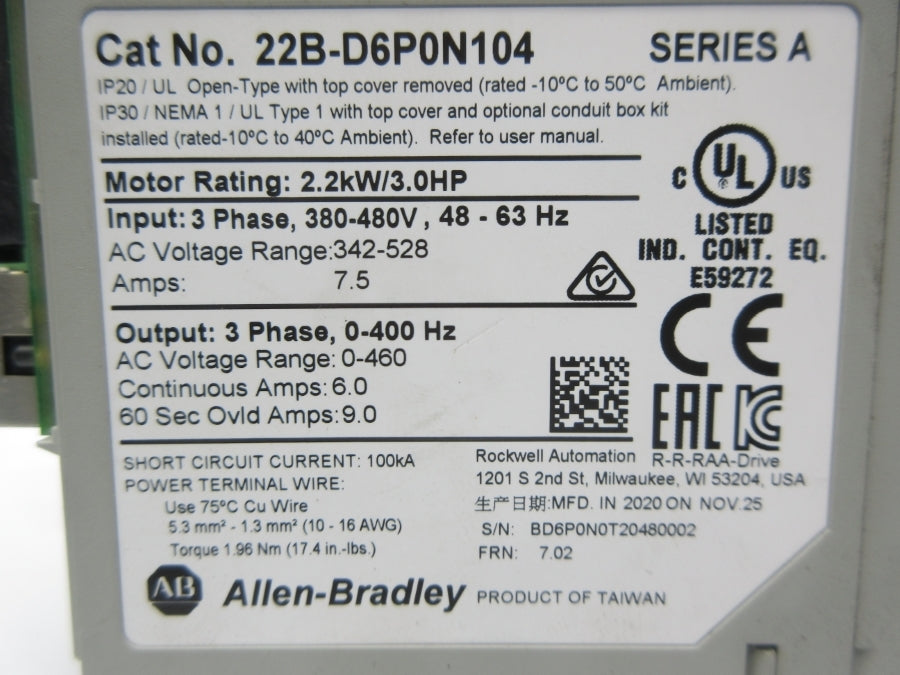 Cat No. 22B-D6P0N104 SERIES A
IP20 / UL Open-Type with top cover removed (rated -10ºC to 50ºC Ambient).
IP30 / NEMA 1 / UL Type 1 with top cover and optional conduit box kit
installed (rated-10ºC to 40ºC Ambient). Refer to user manual.
Motor Rating: 2.2kW/3.0HP
Input: 3 Phase, 380-480V , 48 - 63 Hz
AC Voltage Range:342-528
Amps: 7.5
C UL US
LISTED
IND. CONT. EQ.
E59272
CE
EAC KC
R-R-RAA-Drive
Output: 3 Phase, 0-400 Hz
AC Voltage Range: 0-460
Continuous Amps: 6.0
60 Sec Ovld Amps: 9.0
SHORT CIRCUIT CURRENT: 100kA
POWER TERMINAL WIRE:
Use 75ºC Cu Wire
5.3 mm² - 1.3 mm² (10 - 16 AWG)
Torque 1.96 Nm (17.4 in.-lbs.)
Rockwell Automation
1201 S 2nd St, Milwaukee, WI 53204, USA
生产日期:MFD. IN 2020 ON NOV.25
S/N: BD6P0N0T20480002
FRN: 7.02
AB Allen-Bradley PRODUCT OF TAIWAN